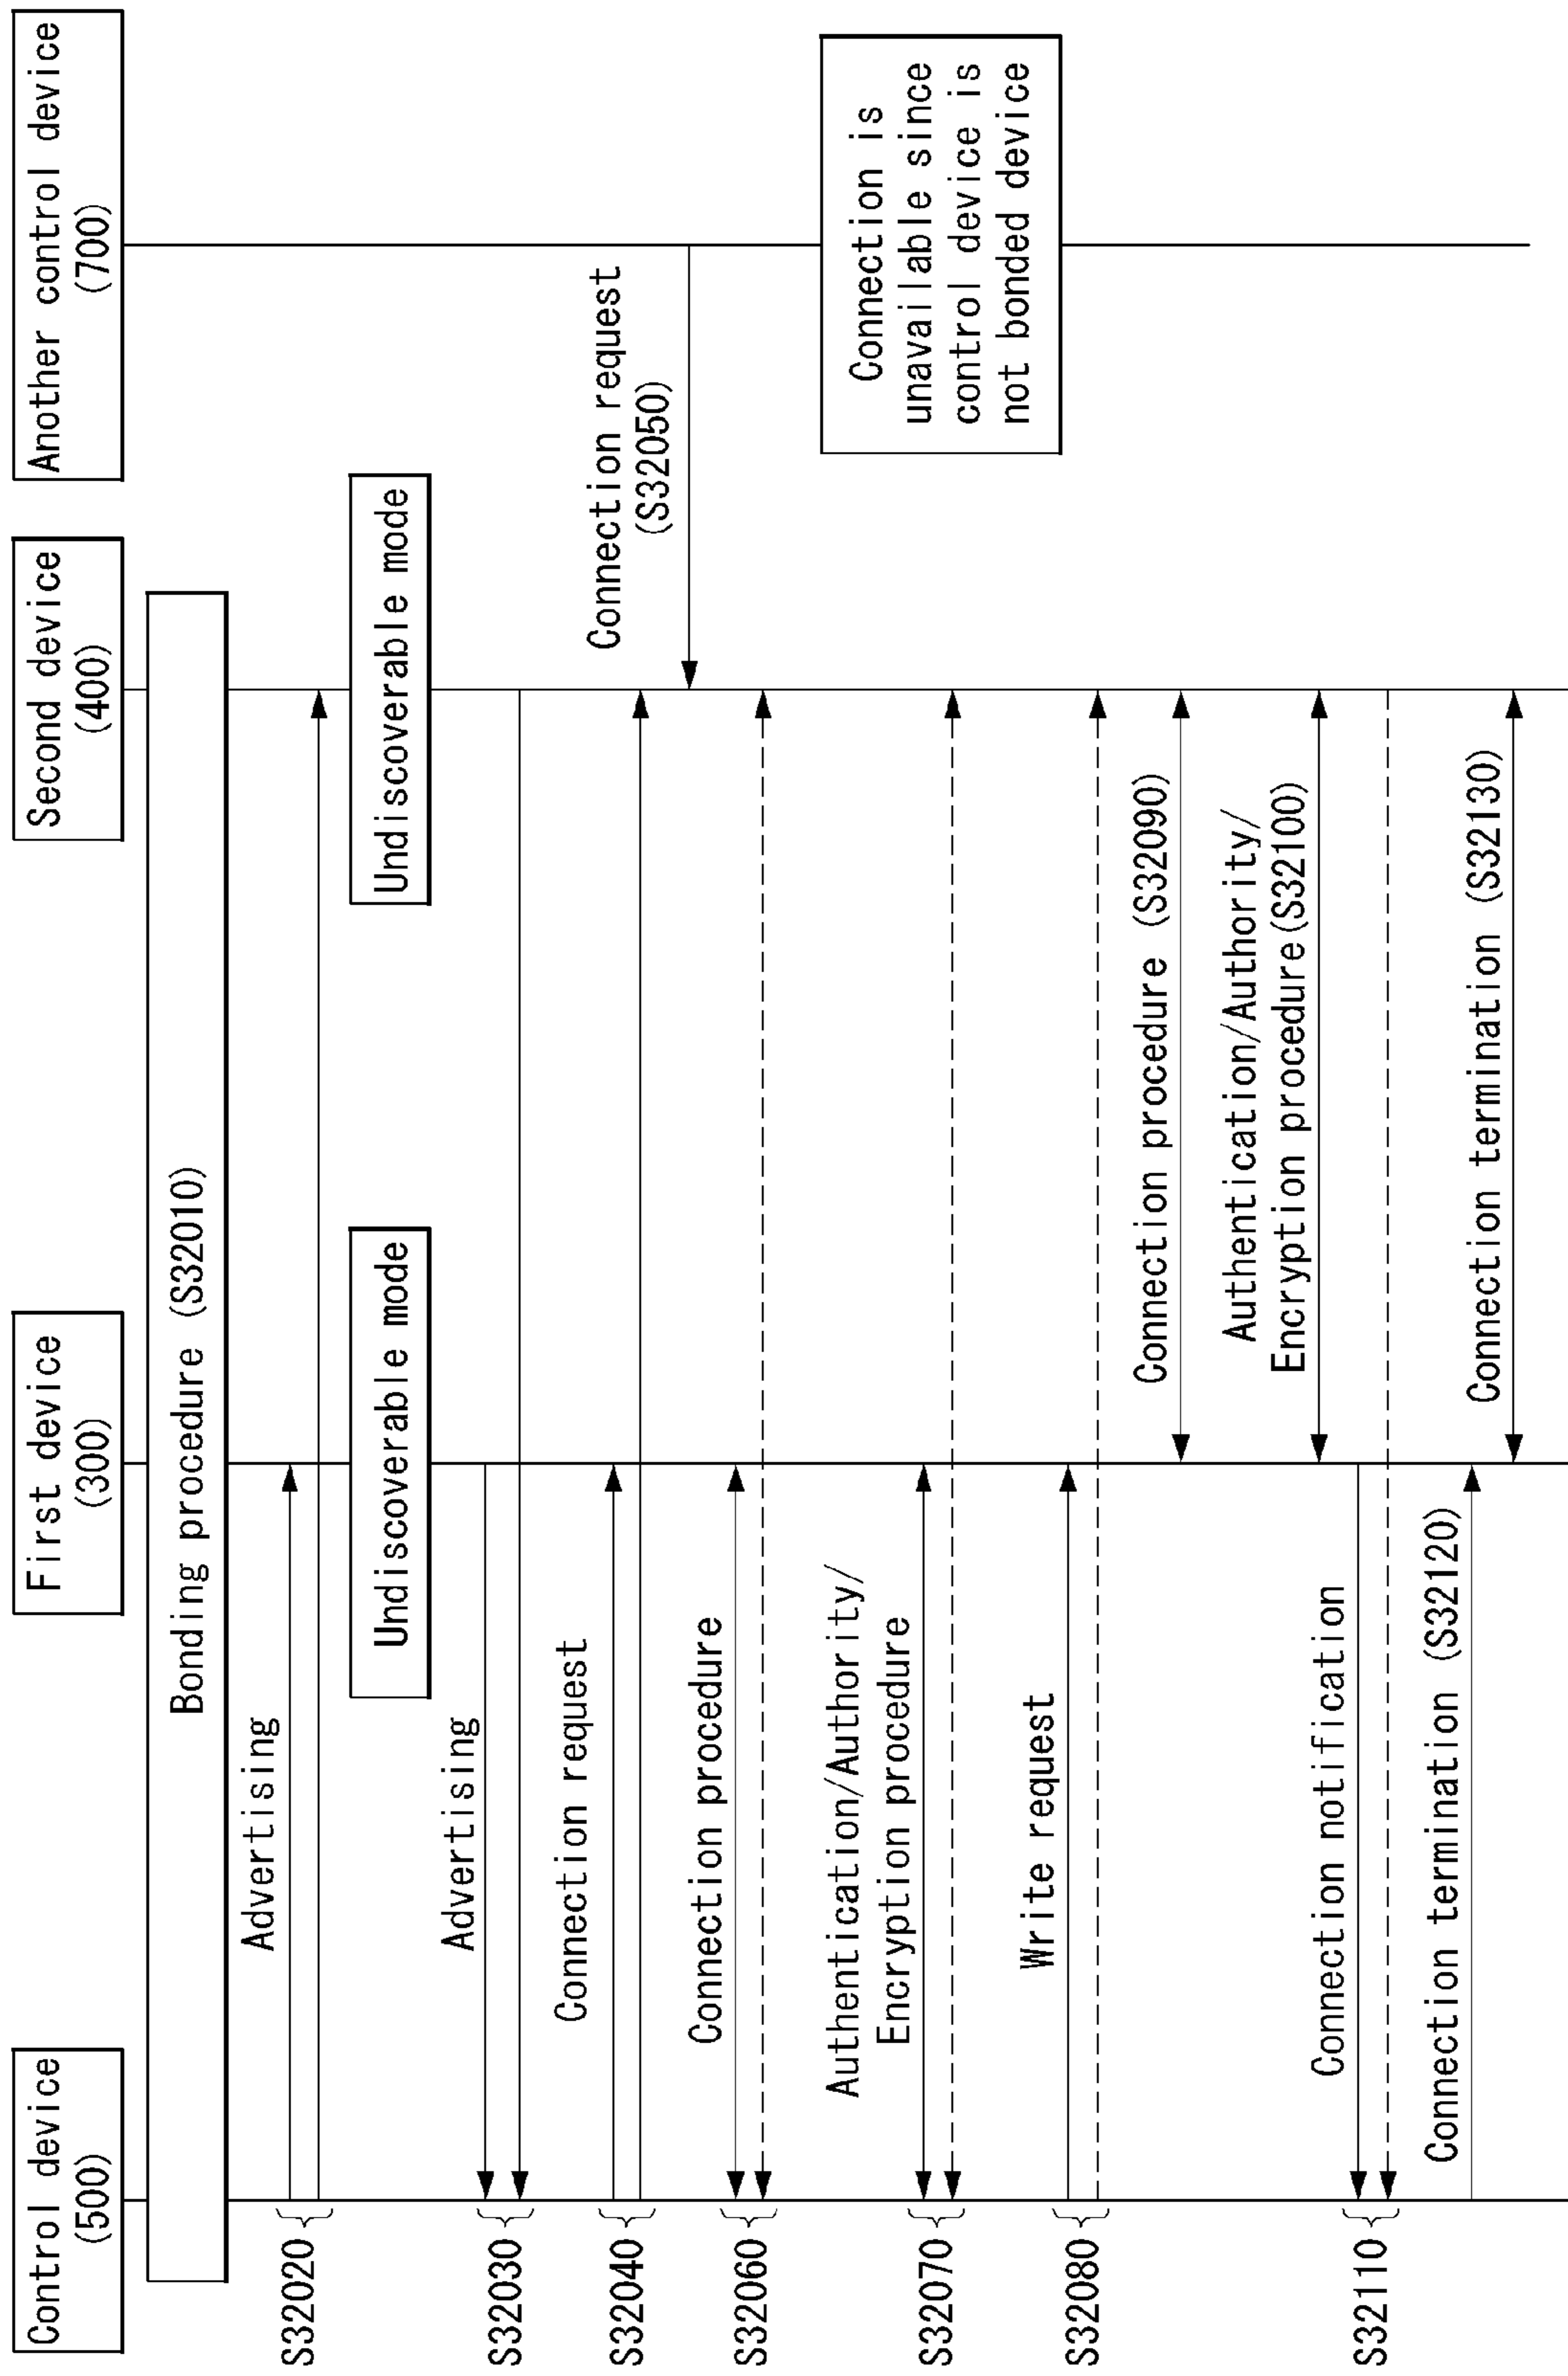 Control device
(500)
First device
(300)
Second device
(400)
Another control device
(700)
Bonding procedure (S32010)
Advertising
S32020
Undiscoverable mode
Undiscoverable mode
Advertising
S32030
Connection request
S32040
Connection request
(S32050)
Connection procedure
S32060
Connection is
unavailable since
control device is
not bonded device
Authentication/Authority/
Encryption procedure
S32070
Write request
S32080
Connection procedure (S32090)
Authentication/Authority/
Encryption procedure(S32100)
Connection notification
S32110
Connection termination (S32120)
Connection termination (S32130)